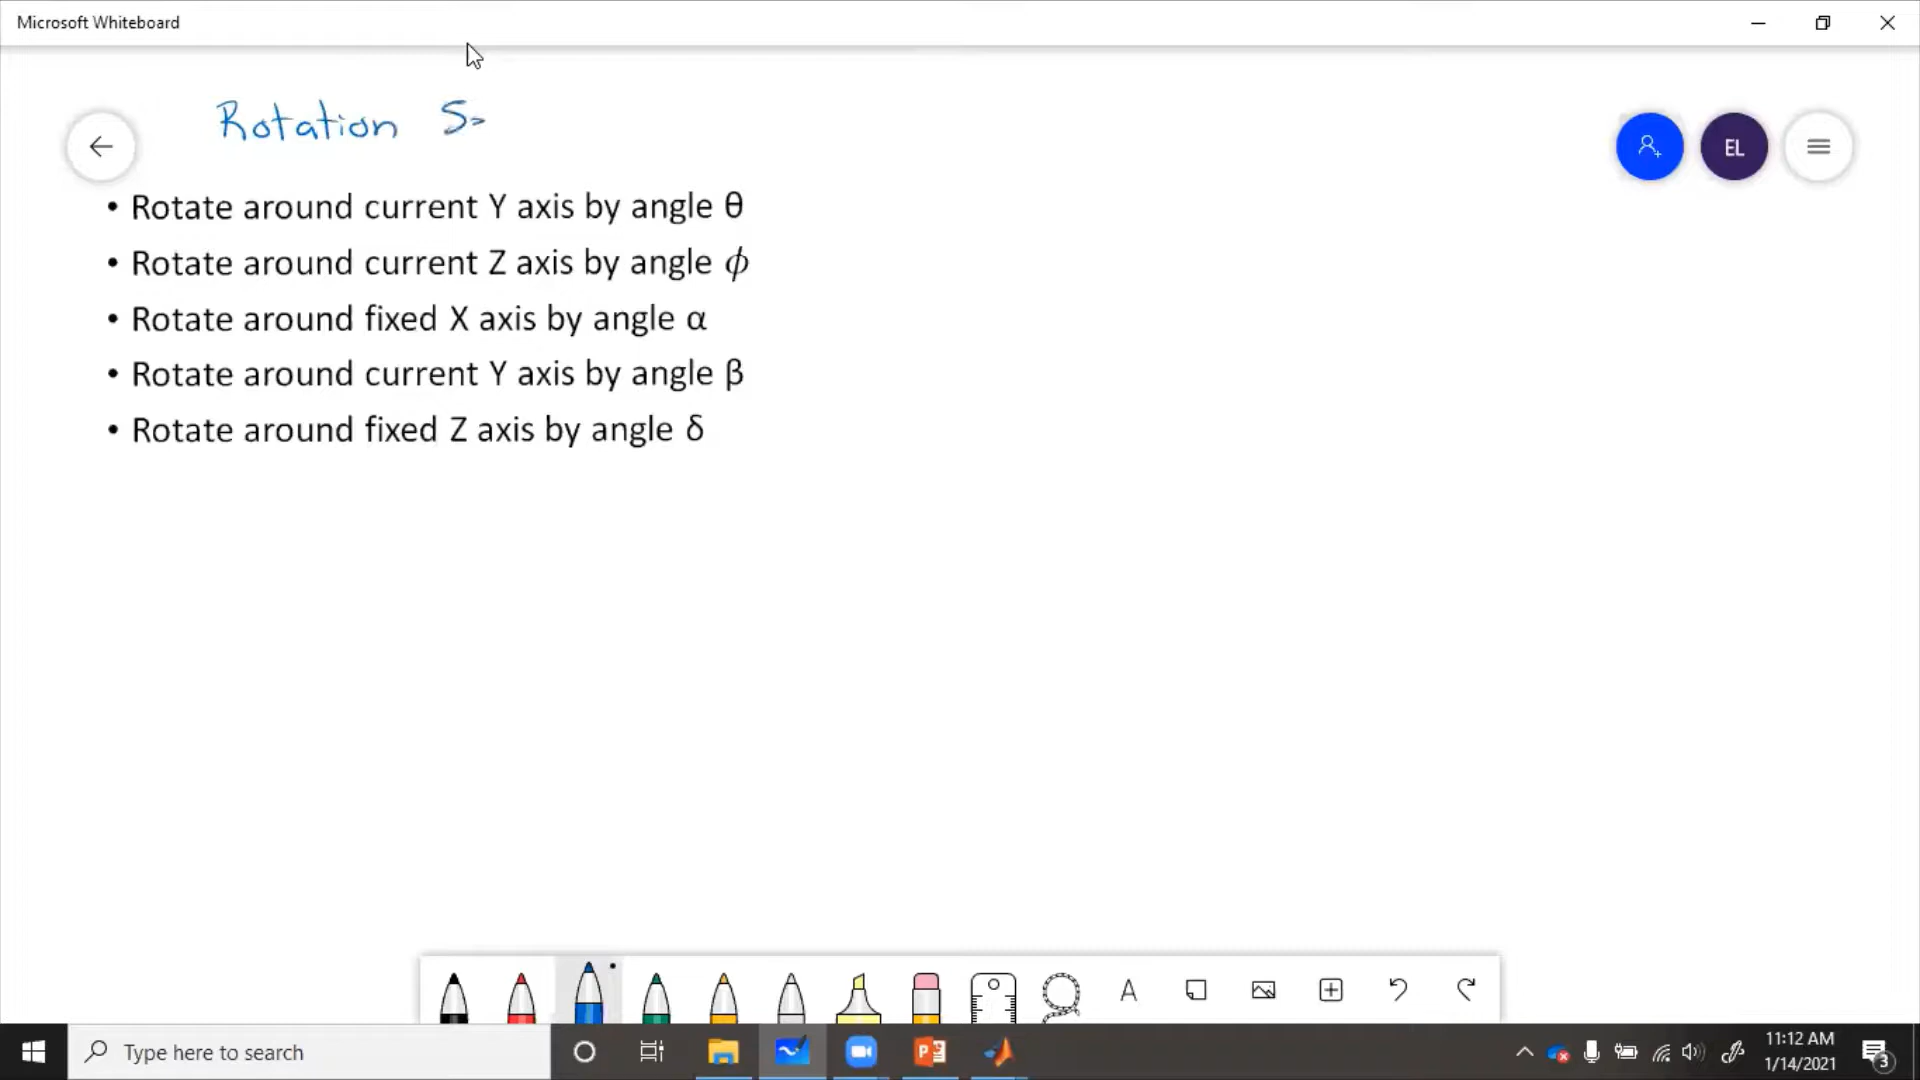 Microsoft Whiteboard
Rotation S
EL
• Rotate around current Y axis by angle θ
• Rotate around current Z axis by angle ϕ
• Rotate around fixed X axis by angle α
• Rotate around current Y axis by angle β
• Rotate around fixed Z axis by angle δ
A
Type here to search
11:12 AM
1/14/2021
3